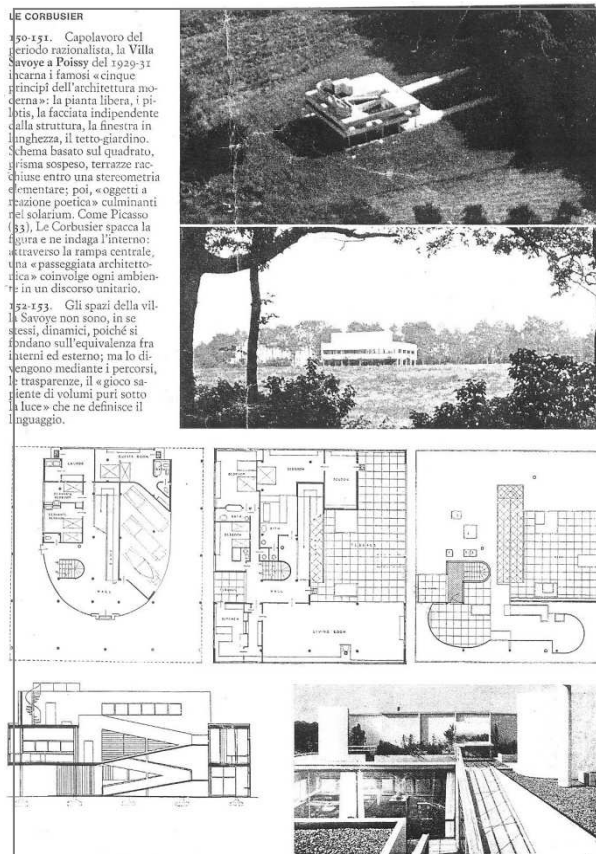 LE CORBUSIER
150-151. Capolavoro del
periodo razionalista, la Villa
Savoye a Poissy del 1929-31
incarna i famosi «cinque
principî dell'architettura mo-
derna»: la pianta libera, i pi-
lotis, la facciata indipendente
dalla struttura, la finestra in
lunghezza, il tetto-giardino.
Schema basato sul quadrato,
prisma sospeso, terrazze rac-
chiuse entro una stereometria
elementare; poi, «oggetti a
reazione poetica» culminanti
nel solarium. Come Picasso
(33), Le Corbusier spacca la
figura e ne indaga l'interno:
attraverso la rampa centrale,
una «passeggiata architetto-
nica» coinvolge ogni ambien-
te in un discorso unitario.
152-153. Gli spazi della vil-
la Savoye non sono, in se
stessi, dinamici, poiché si
fondano sull'equivalenza fra
interni ed esterno; ma lo di-
vengono mediante i percorsi,
le trasparenze, il «gioco sa-
piente di volumi puri sotto
la luce» che ne definisce il
linguaggio.
HALL
BEDROOM
BATH
HALL
KITCHEN
LIVING ROOM